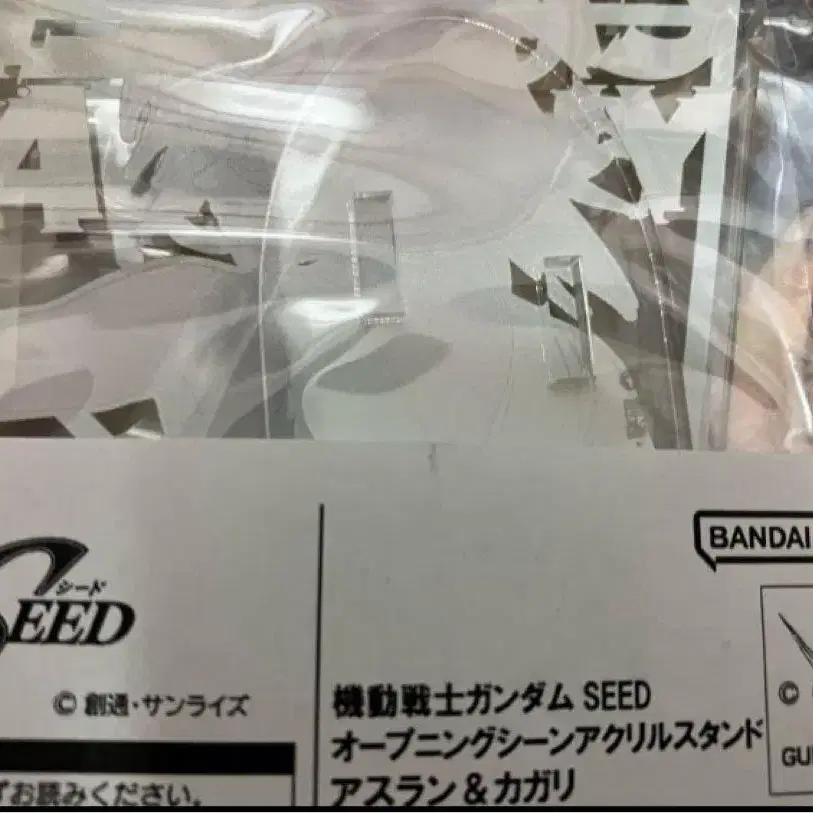 BANDAI
シード
SEED
© 創通・サンライズ
機動戦士ガンダム SEED
オープニングシーンアクリルスタンド
アスラン＆カガリ
©
GU
お読みください。